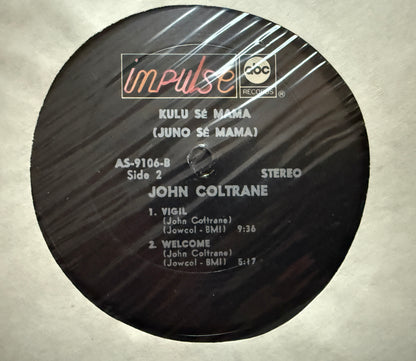 impulse abc
RECORDS ®
KULU SÉ MAMA
(JUNO SÉ MAMA)
AS-9106-B STEREO
Side 2
JOHN COLTRANE
1. VIGIL
(John Coltrane)
(Jowcol - BMI) 9:36
2. WELCOME
(John Coltrane)
(Jowcol - BMI) 5:17